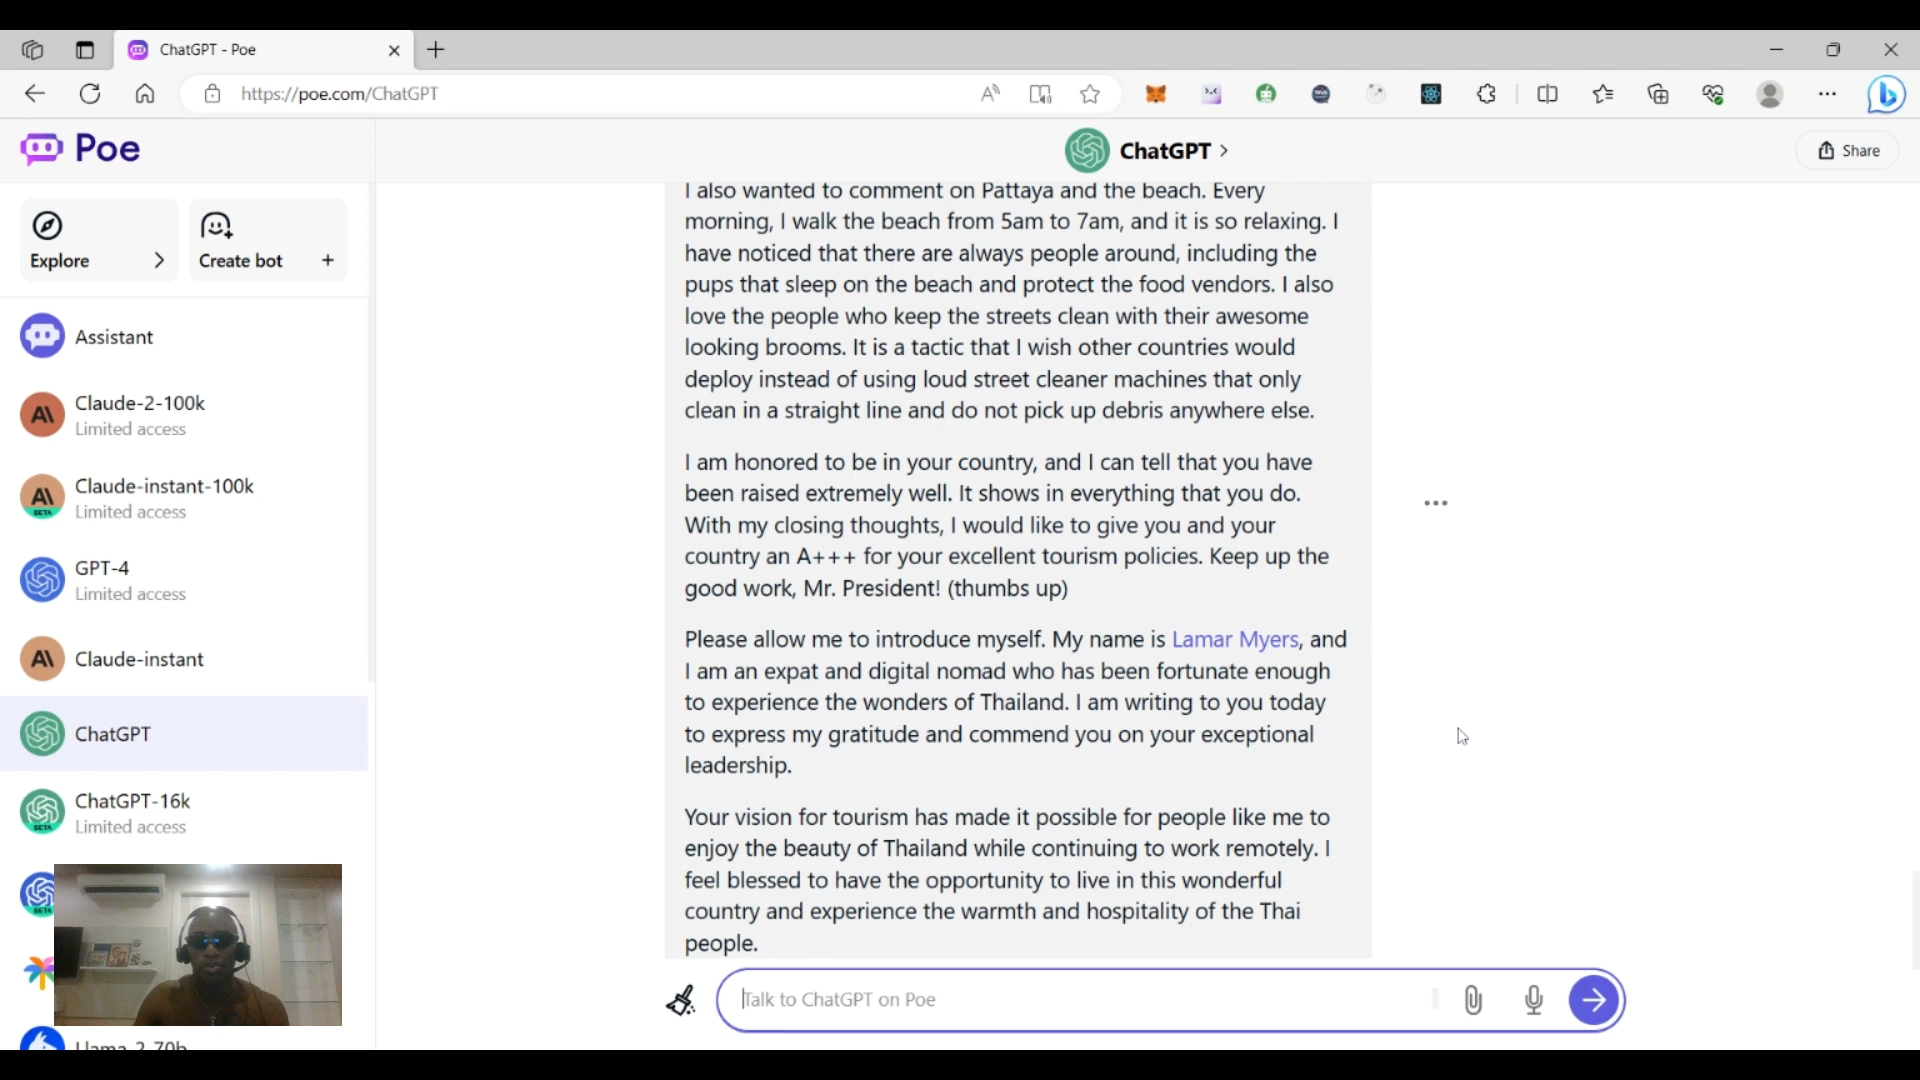 ChatGPT - Poe
https://poe.com/ChatGPT
Poe
ChatGPT
Share
Explore
Create bot +
Assistant
Claude-2-100k
Limited access
Claude-instant-100k
Limited access
BETA
GPT-4
Limited access
Claude-instant
ChatGPT
ChatGPT-16k
Limited access
BETA
BETA
Llama-2-70b
I also wanted to comment on Pattaya and the beach. Every
morning, I walk the beach from 5am to 7am, and it is so relaxing. I
have noticed that there are always people around, including the
pups that sleep on the beach and protect the food vendors. I also
love the people who keep the streets clean with their awesome
looking brooms. It is a tactic that I wish other countries would
deploy instead of using loud street cleaner machines that only
clean in a straight line and do not pick up debris anywhere else.
I am honored to be in your country, and I can tell that you have
been raised extremely well. It shows in everything that you do.
With my closing thoughts, I would like to give you and your
country an A+++ for your excellent tourism policies. Keep up the
good work, Mr. President! (thumbs up)
Please allow me to introduce myself. My name is Lamar Myers, and
I am an expat and digital nomad who has been fortunate enough
to experience the wonders of Thailand. I am writing to you today
to express my gratitude and commend you on your exceptional
leadership.
Your vision for tourism has made it possible for people like me to
enjoy the beauty of Thailand while continuing to work remotely. I
feel blessed to have the opportunity to live in this wonderful
country and experience the warmth and hospitality of the Thai
people.
Talk to ChatGPT on Poe